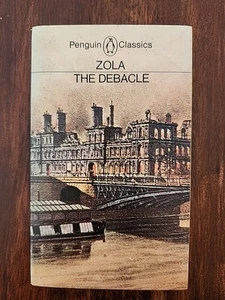 Penguin Classics
ZOLA
THE DEBACLE